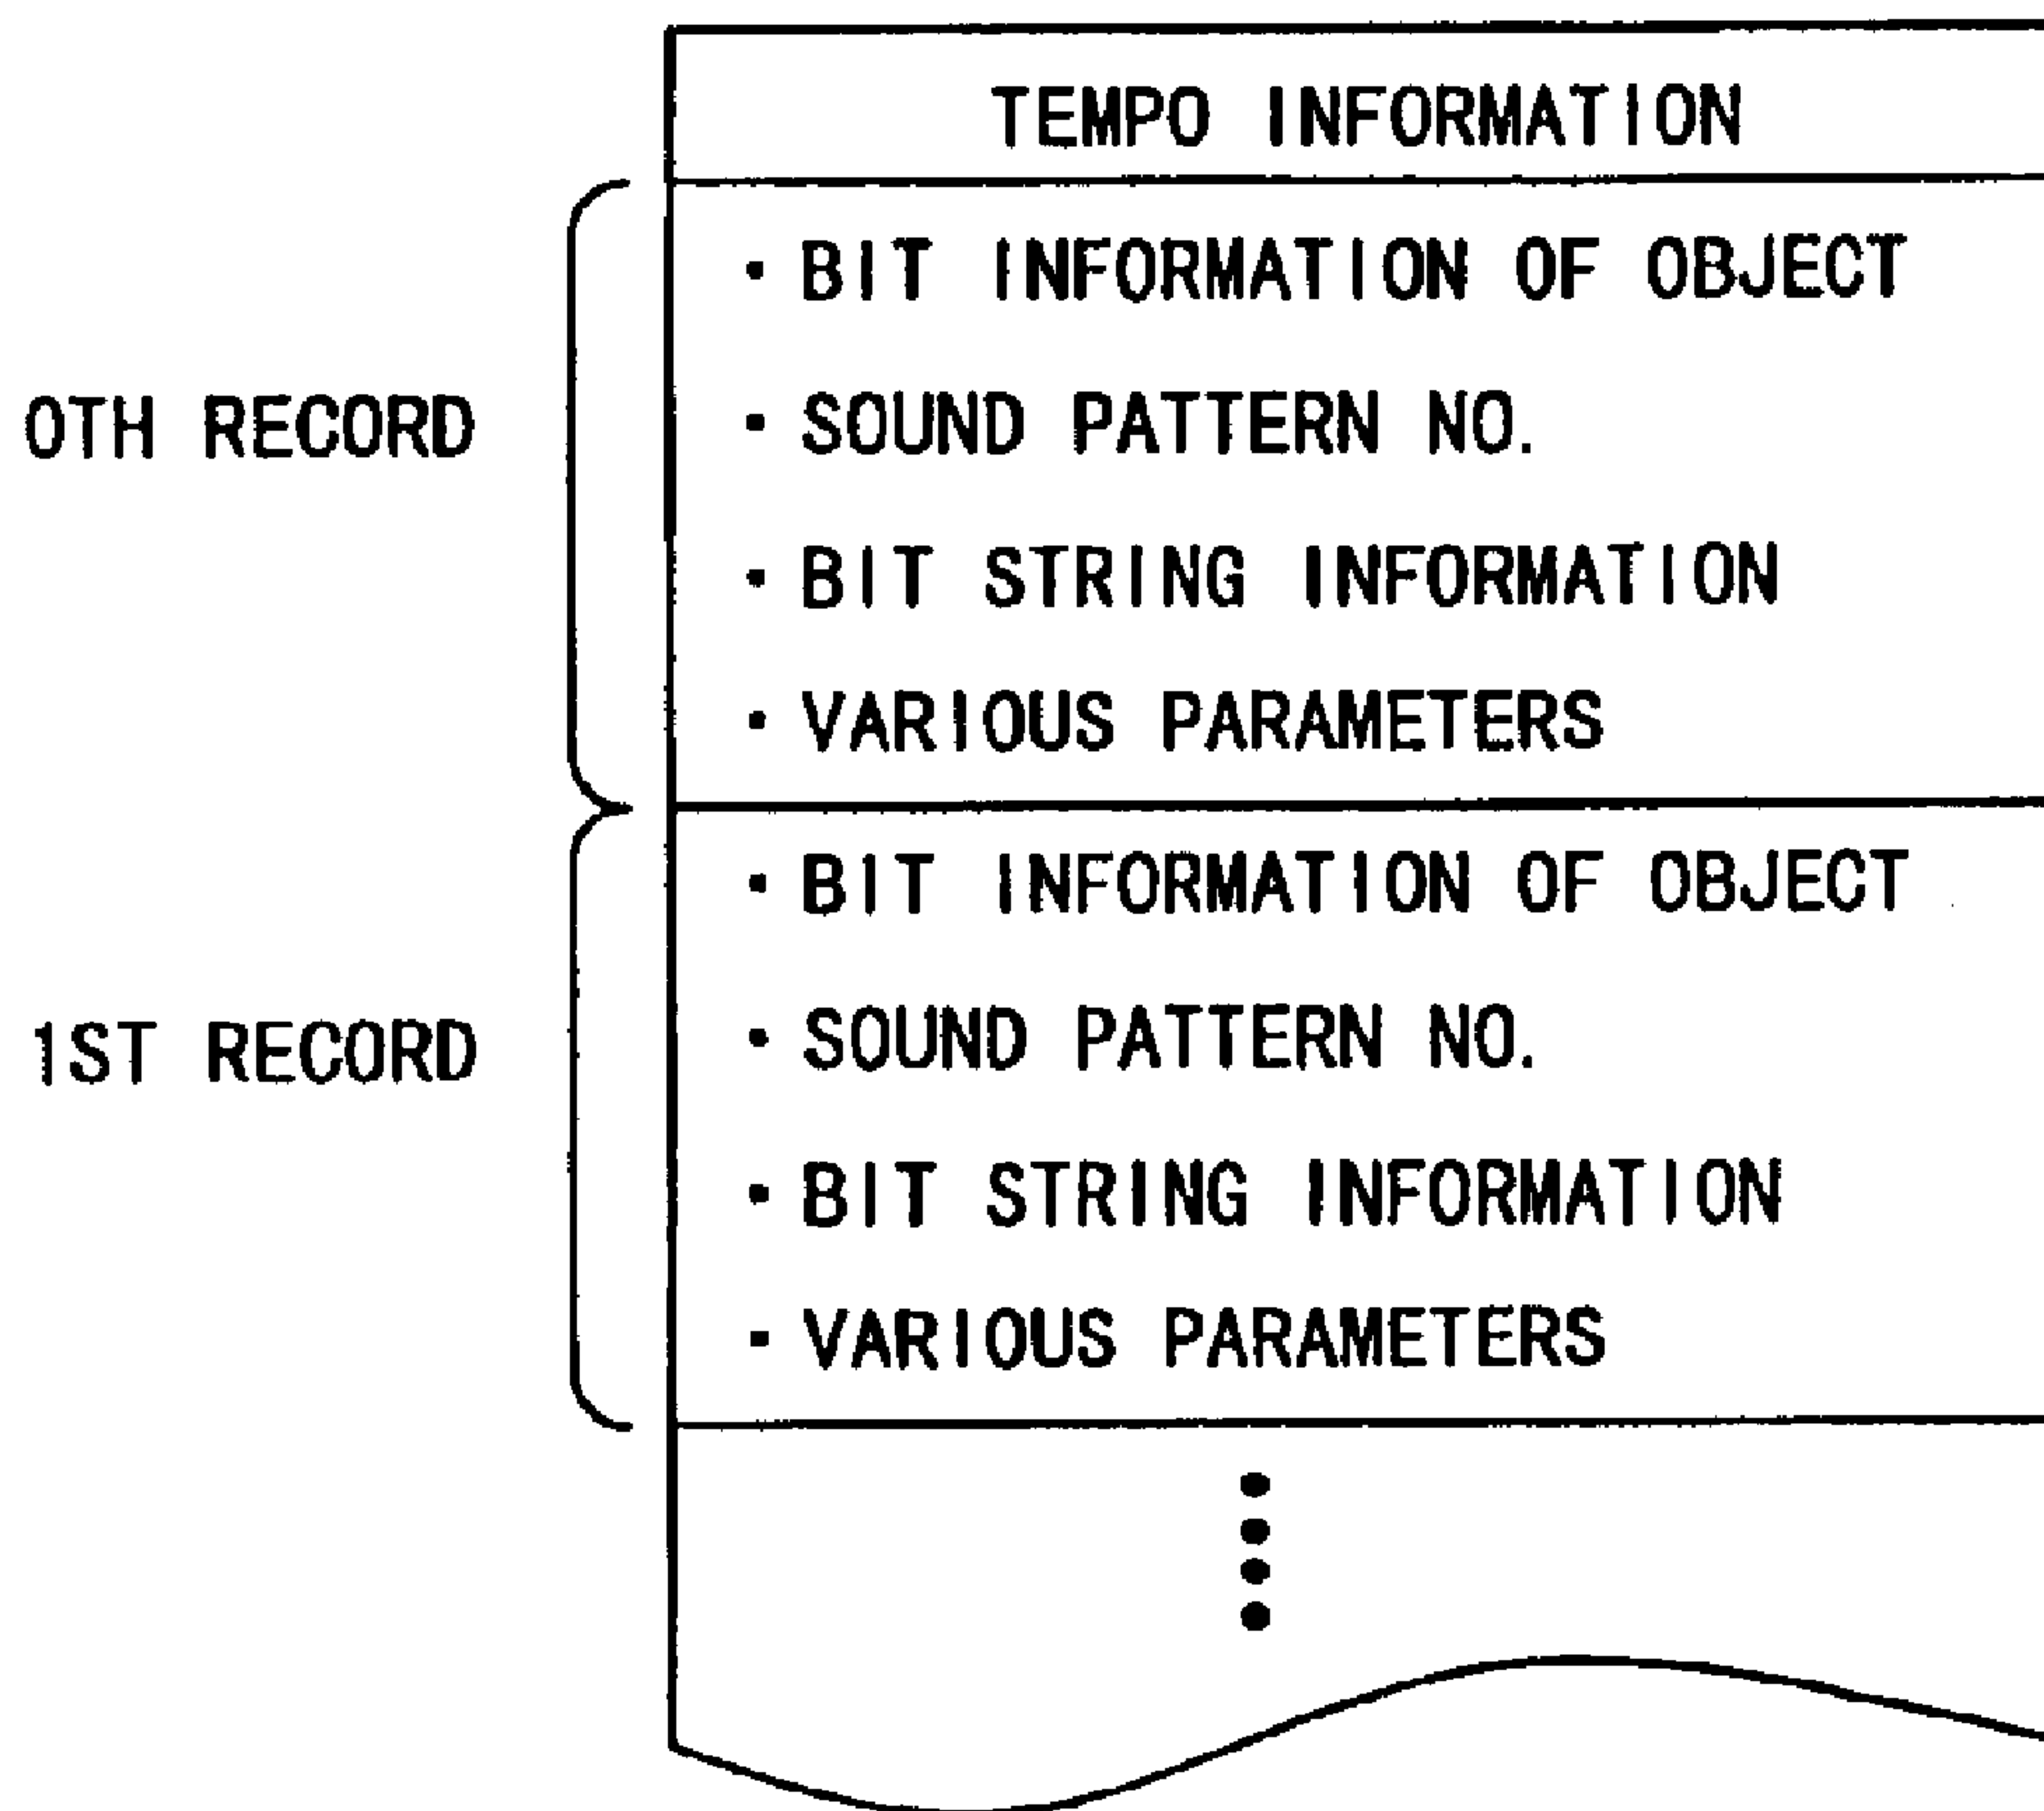 TEMPO INFORMATION
• BIT INFORMATION OF OBJECT
0TH RECORD
• SOUND PATTERN NO.
• BIT STRING INFORMATION
• VARIOUS PARAMETERS
• BIT INFORMATION OF OBJECT
1ST RECORD
• SOUND PATTERN NO.
• BIT STRING INFORMATION
• VARIOUS PARAMETERS